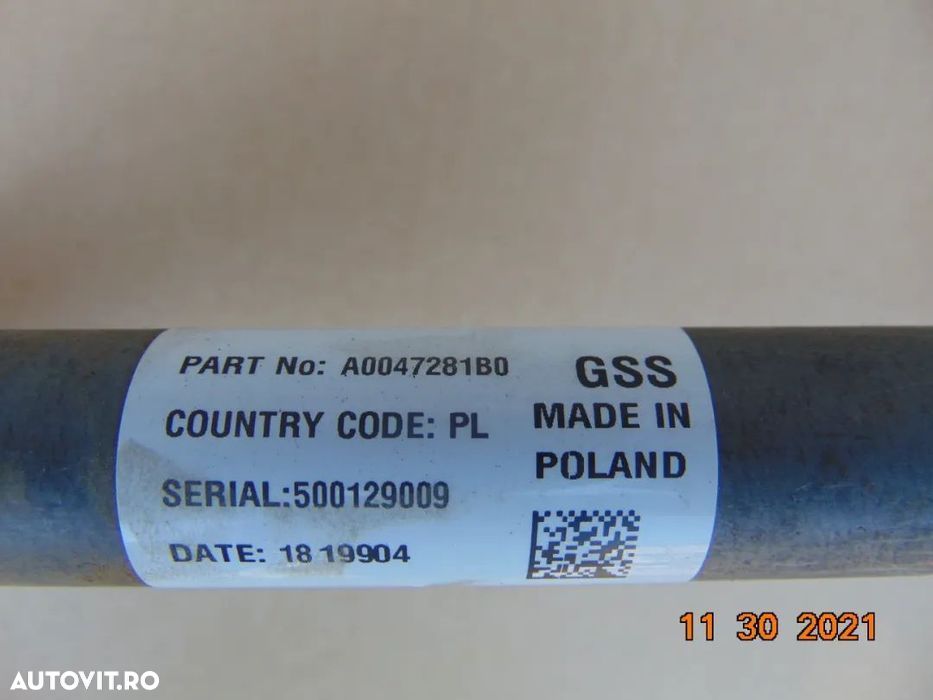 PART No: A0047281B0
GSS
COUNTRY CODE: PL
MADE IN
POLAND
SERIAL:500129009
DATE: 18 19904
11 30 2021
AUTOVIT.RO